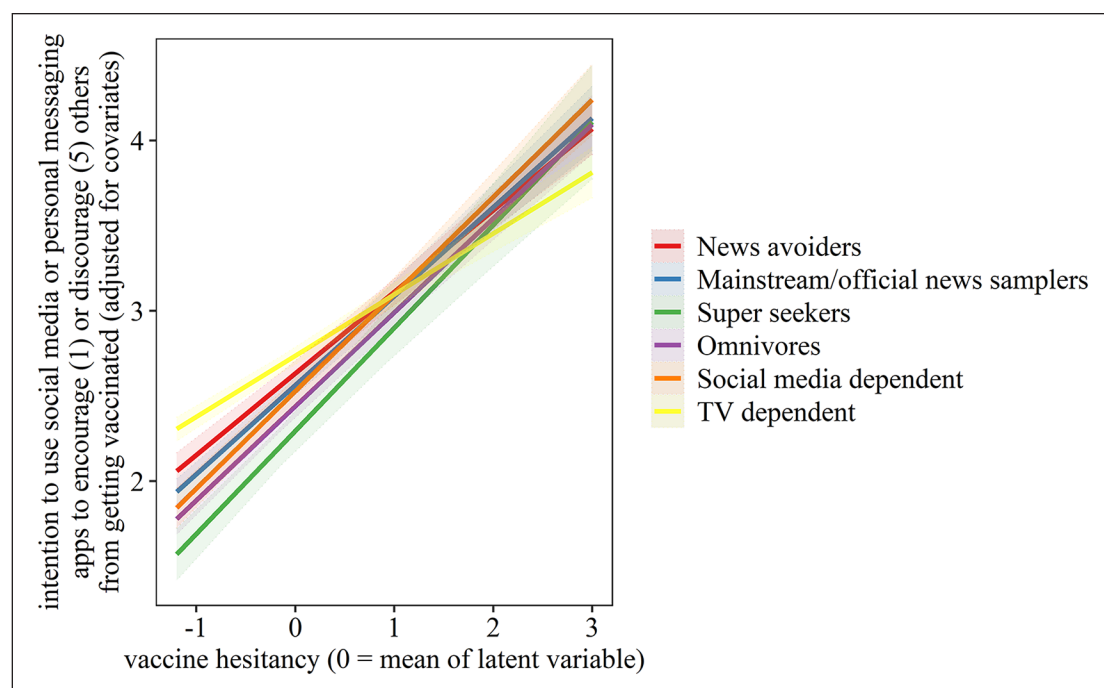 intention to use social media or personal messaging
apps to encourage (1) or discourage (5) others
from getting vaccinated (adjusted for covariates)
4
3
2
-1 0 1 2 3
vaccine hesitancy (0 = mean of latent variable)
News avoiders
Mainstream/official news samplers
Super seekers
Omnivores
Social media dependent
TV dependent